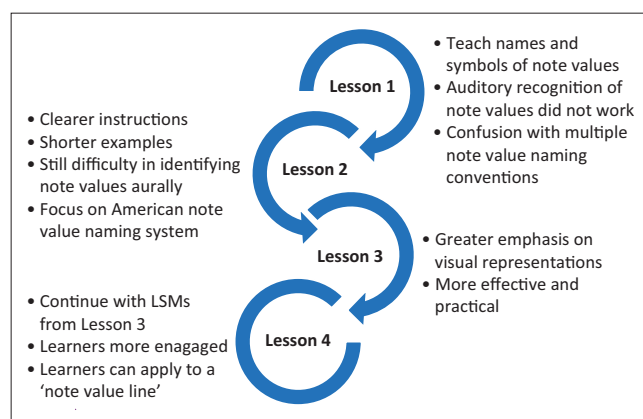 Lesson 1
• Teach names and
symbols of note values
• Auditory recognition of
note values did not work
• Confusion with multiple
note value naming
conventions
Lesson 2
• Clearer instructions
• Shorter examples
• Still difficulty in identifying
note values aurally
• Focus on American note
value naming system
Lesson 3
• Greater emphasis on
visual representations
• More effective and
practical
Lesson 4
• Continue with LSMs
from Lesson 3
• Learners more enagaged
• Learners can apply to a
‘note value line’